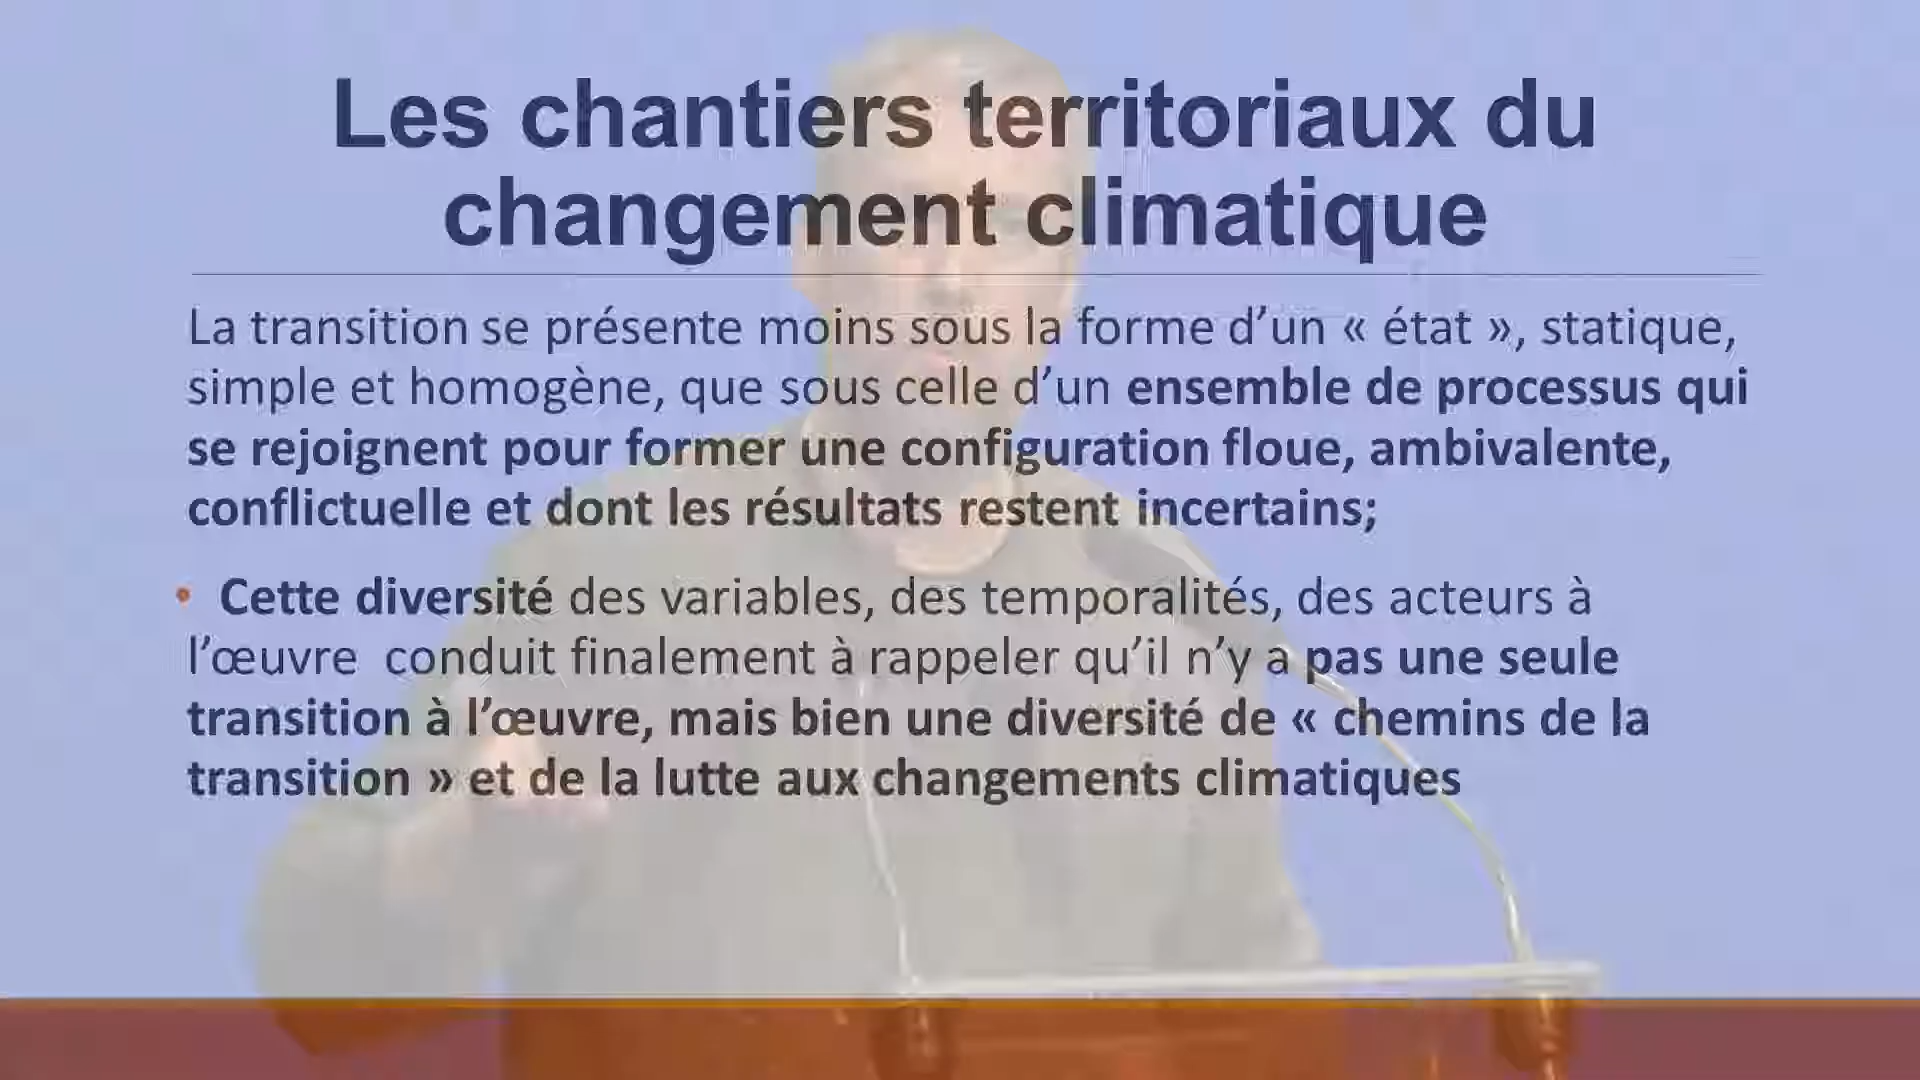 Les chantiers territoriaux du
changement climatique
La transition se présente moins sous la forme d’un « état », statique,
simple et homogène, que sous celle d’un ensemble de processus qui
se rejoignent pour former une configuration floue, ambivalente,
conflictuelle et dont les résultats restent incertains;
• Cette diversité des variables, des temporalités, des acteurs à
l’œuvre conduit finalement à rappeler qu’il n’y a pas une seule
transition à l’œuvre, mais bien une diversité de « chemins de la
transition » et de la lutte aux changements climatiques